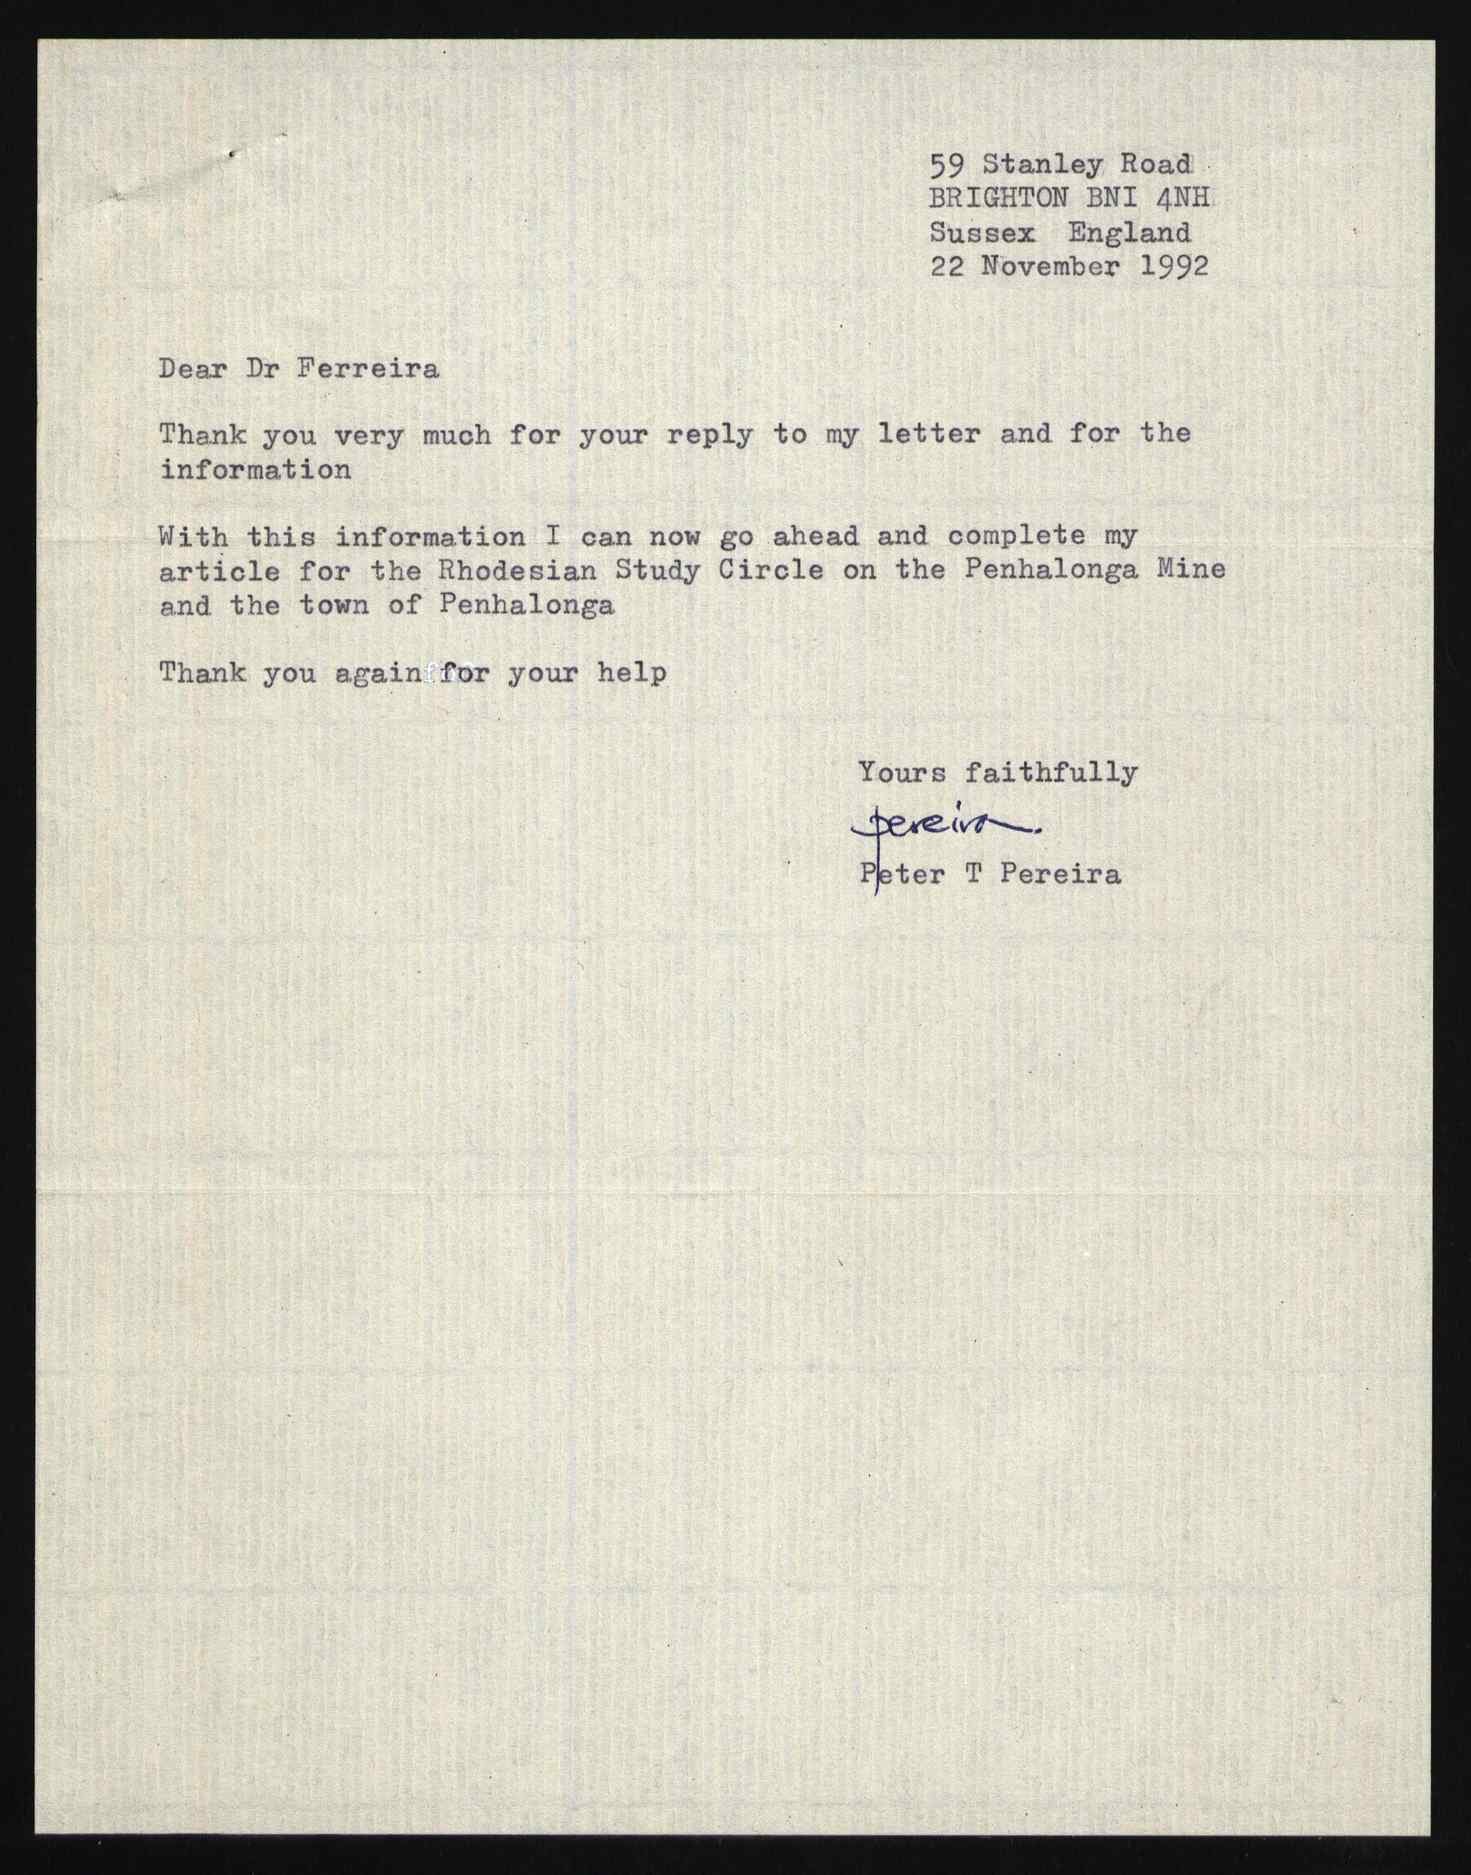 59 Stanley Road
BRIGHTON BNI 4NH
Sussex England
22 November 1992
Dear Dr Ferreira
Thank you very much for your reply to my letter and for the
information
With this information I can now go ahead and complete my
article for the Rhodesian Study Circle on the Penhalonga Mine
and the town of Penhalonga
Thank you again for your help
Yours faithfully
pereira.
Peter T Pereira